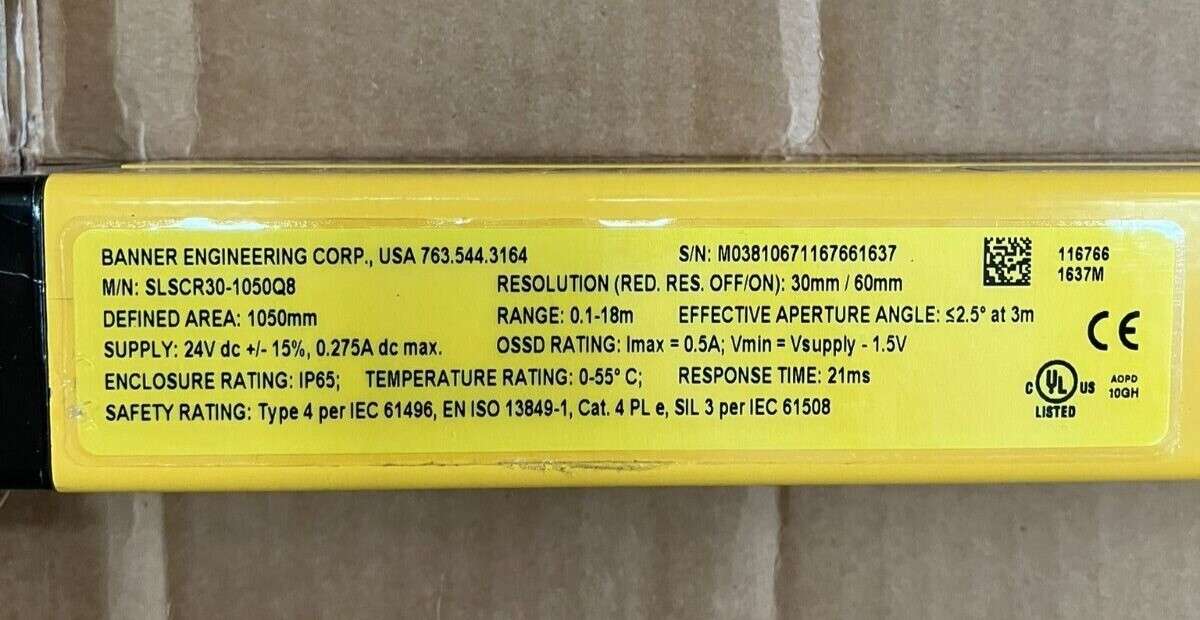 BANNER ENGINEERING CORP., USA 763.544.3164 S/N: M03810671167661637 116766
M/N: SLSCR30-1050Q8 RESOLUTION (RED. RES. OFF/ON): 30mm / 60mm 1637M
DEFINED AREA: 1050mm RANGE: 0.1-18m EFFECTIVE APERTURE ANGLE: ≤2.5° at 3m
SUPPLY: 24V dc +/- 15%, 0.275A dc max. OSSD RATING: Imax = 0.5A; Vmin = Vsupply - 1.5V CE
ENCLOSURE RATING: IP65; TEMPERATURE RATING: 0-55° C; RESPONSE TIME: 21ms
SAFETY RATING: Type 4 per IEC 61496, EN ISO 13849-1, Cat. 4 PL e, SIL 3 per IEC 61508
C UL US AOPD
10GH
LISTED